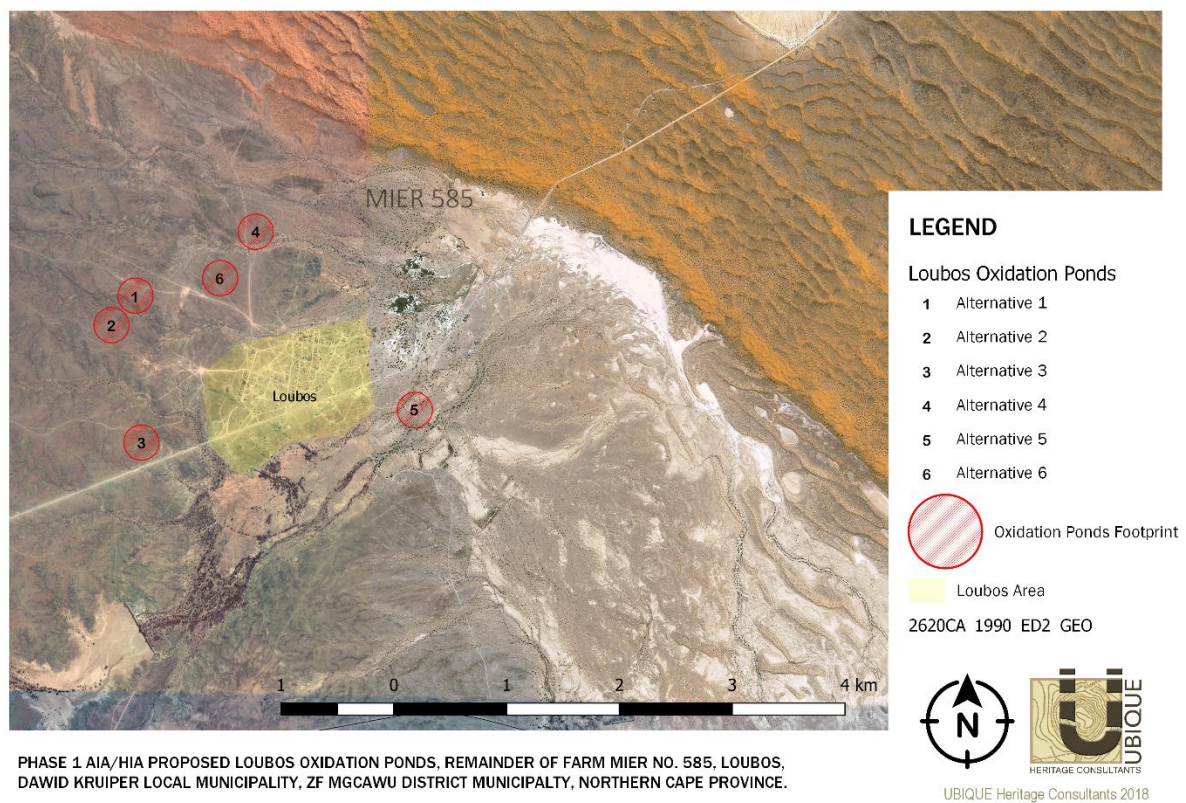 MIER 585
4
6
1
2
Loubos
5
3
1 0 1 2 3 4 km
LEGEND
Loubos Oxidation Ponds
1 Alternative 1
2 Alternative 2
3 Alternative 3
4 Alternative 4
5 Alternative 5
6 Alternative 6
Oxidation Ponds Footprint
Loubos Area
2620CA 1990 ED2 GEO
N
UBIQUE
HERITAGE CONSULTANTS
UBIQUE Heritage Consultants 2018
PHASE 1 AIA/HIA PROPOSED LOUBOS OXIDATION PONDS, REMAINDER OF FARM MIER NO. 585, LOUBOS,
DAWID KRUIPER LOCAL MUNICIPALITY, ZF MGCAWU DISTRICT MUNICIPALTY, NORTHERN CAPE PROVINCE.